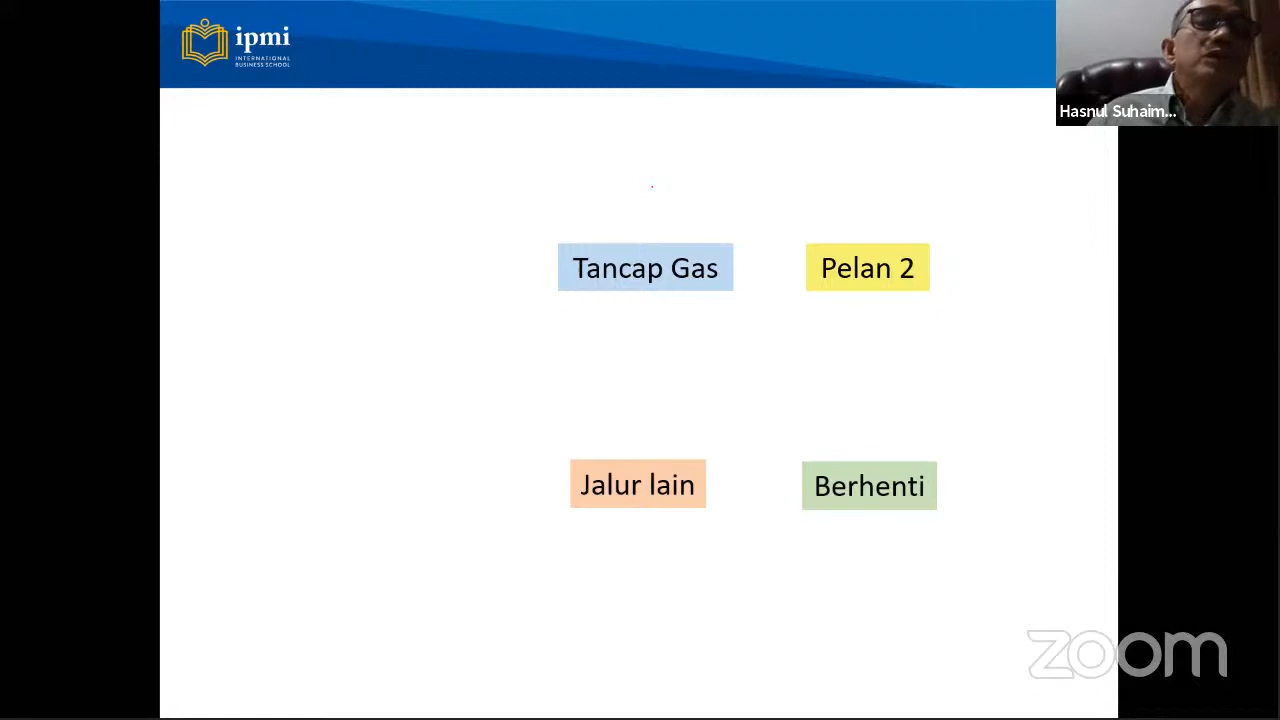 ipmi
INTERNATIONAL
BUSINESS SCHOOL
Hasnul Suhaim...
Tancap Gas
Pelan 2
Jalur lain
Berhenti
zoom